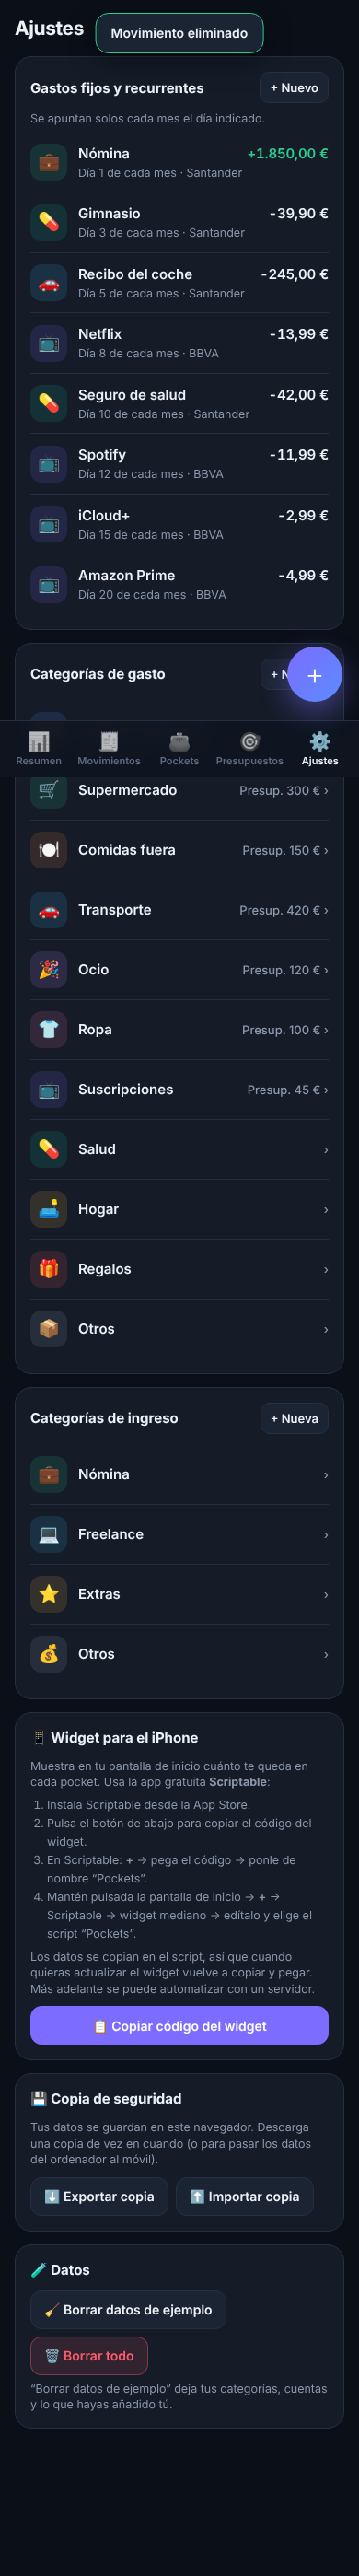 Ajustes
Movimiento eliminado
Gastos fijos y recurrentes
+ Nuevo
Se apuntan solos cada mes el día indicado.
Nómina
+1.850,00 €
Día 1 de cada mes · Santander
Gimnasio
-39,90 €
Día 3 de cada mes · Santander
Recibo del coche
-245,00 €
Día 5 de cada mes · Santander
Netflix
-13,99 €
Día 8 de cada mes · BBVA
Seguro de salud
-42,00 €
Día 10 de cada mes · Santander
Spotify
-11,99 €
Día 12 de cada mes · BBVA
iCloud+
-2,99 €
Día 15 de cada mes · BBVA
Amazon Prime
-4,99 €
Día 20 de cada mes · BBVA
Categorías de gasto
+
Resumen
Movimientos
Pockets
Presupuestos
Ajustes
Supermercado
Presup. 300 € ›
Comidas fuera
Presup. 150 € ›
Transporte
Presup. 420 € ›
Ocio
Presup. 120 € ›
Ropa
Presup. 100 € ›
Suscripciones
Presup. 45 € ›
Salud
›
Hogar
›
Regalos
›
Otros
›
Categorías de ingreso
+ Nueva
Nómina
›
Freelance
›
Extras
›
Otros
›
Widget para el iPhone
Muestra en tu pantalla de inicio cuánto te queda en
cada pocket. Usa la app gratuita Scriptable:
1. Instala Scriptable desde la App Store.
2. Pulsa el botón de abajo para copiar el código del
widget.
3. En Scriptable: + → pega el código → ponle de
nombre “Pockets”.
4. Mantén pulsada la pantalla de inicio → + →
Scriptable → widget mediano → edítalo y elige el
script “Pockets”.
Los datos se copian en el script, así que cuando
quieras actualizar el widget vuelve a copiar y pegar.
Más adelante se puede automatizar con un servidor.
Copiar código del widget
Copia de seguridad
Tus datos se guardan en este navegador. Descarga
una copia de vez en cuando (o para pasar los datos
del ordenador al móvil).
Exportar copia
Importar copia
Datos
Borrar datos de ejemplo
Borrar todo
“Borrar datos de ejemplo” deja tus categorías, cuentas
y lo que hayas añadido tú.